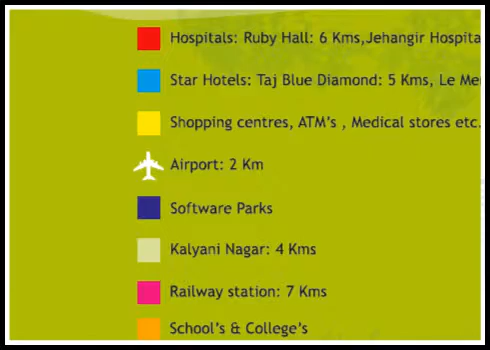 Hospitals: Ruby Hall: 6 Kms,Jehangir Hospita
Star Hotels: Taj Blue Diamond: 5 Kms, Le Me
Shopping centres, ATM's , Medical stores etc.
Airport: 2 Km
Software Parks
Kalyani Nagar: 4 Kms
Railway station: 7 Kms
School's & College's